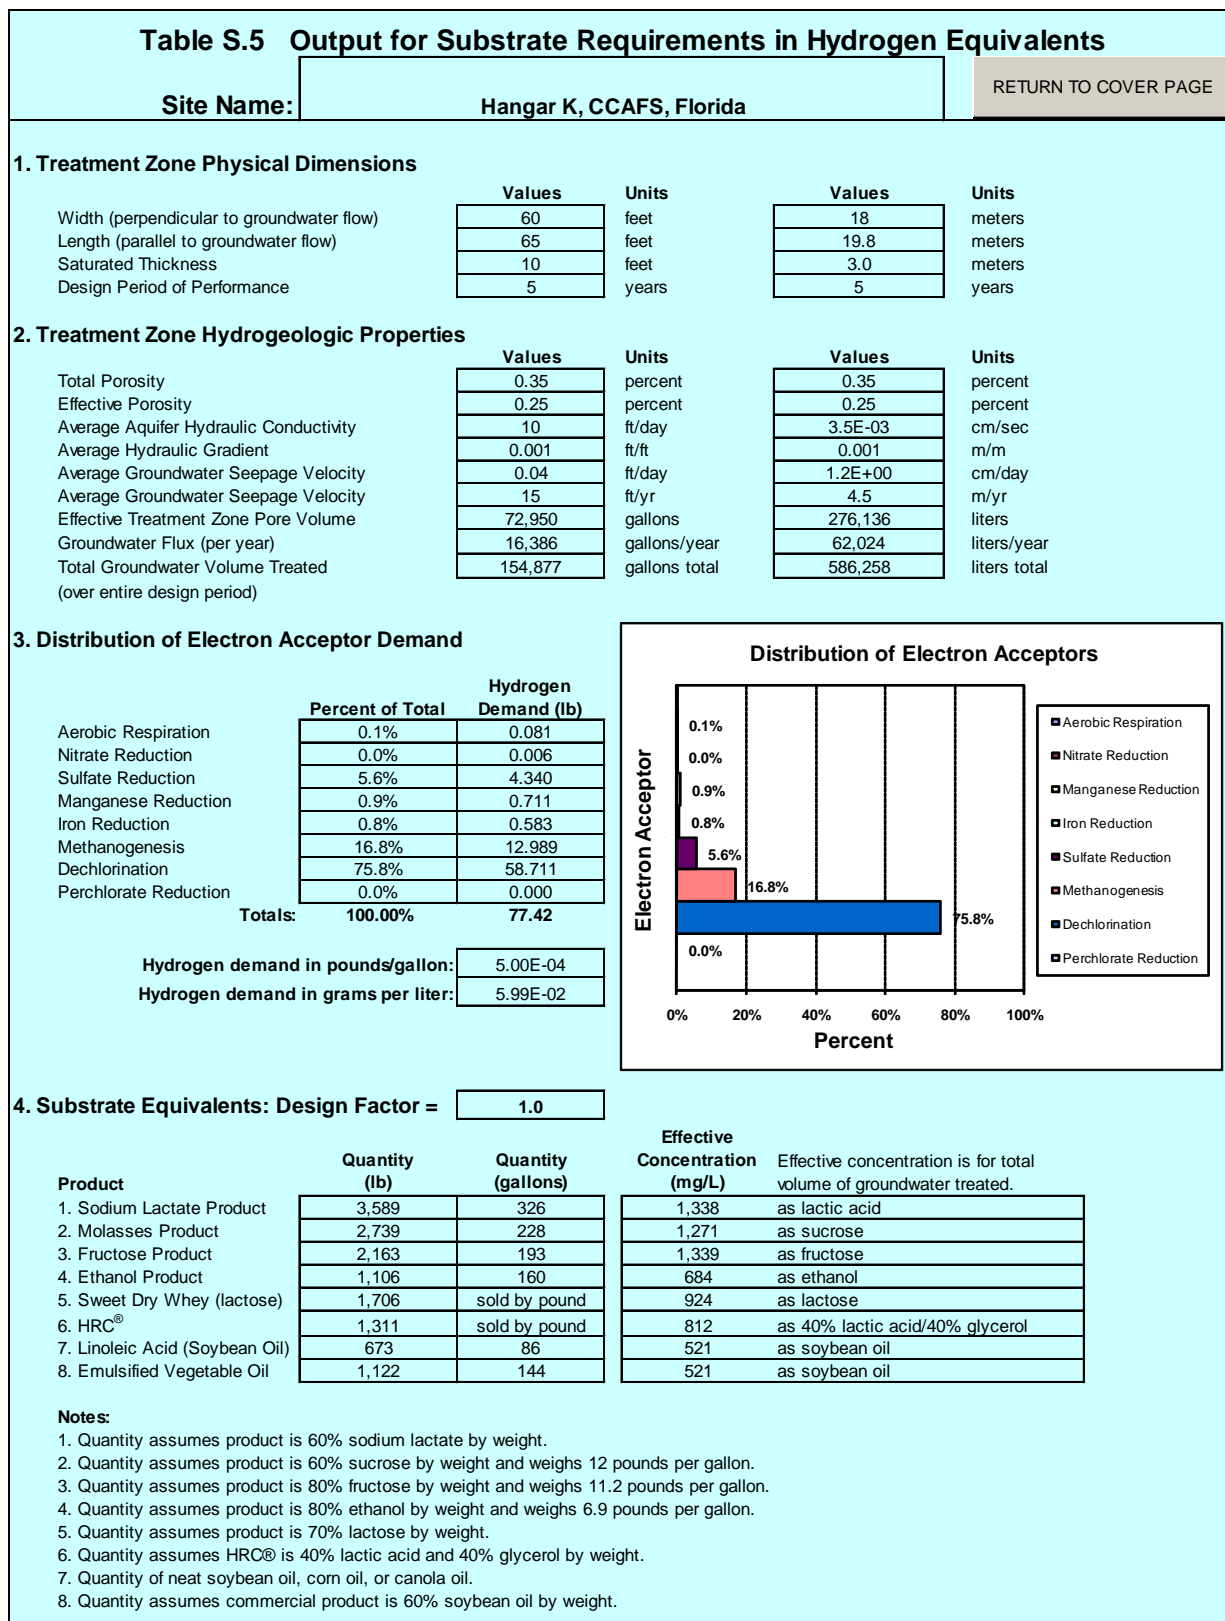 Table S.5 Output for Substrate Requirements in Hydrogen Equivalents
RETURN TO COVER PAGE
Site Name: Hangar K, CCAFS, Florida
1. Treatment Zone Physical Dimensions
Values Units Values Units
Width (perpendicular to groundwater flow) 60 feet 18 meters
Length (parallel to groundwater flow) 65 feet 19.8 meters
Saturated Thickness 10 feet 3.0 meters
Design Period of Performance 5 years 5 years
2. Treatment Zone Hydrogeologic Properties
Values Units Values Units
Total Porosity 0.35 percent 0.35 percent
Effective Porosity 0.25 percent 0.25 percent
Average Aquifer Hydraulic Conductivity 10 ft/day 3.5E-03 cm/sec
Average Hydraulic Gradient 0.001 ft/ft 0.001 m/m
Average Groundwater Seepage Velocity 0.04 ft/day 1.2E+00 cm/day
Average Groundwater Seepage Velocity 15 ft/yr 4.5 m/yr
Effective Treatment Zone Pore Volume 72,950 gallons 276,136 liters
Groundwater Flux (per year) 16,386 gallons/year 62,024 liters/year
Total Groundwater Volume Treated 154,877 gallons total 586,258 liters total
(over entire design period)
3. Distribution of Electron Acceptor Demand
Hydrogen
Percent of Total Demand (lb)
Aerobic Respiration 0.1% 0.081
Nitrate Reduction 0.0% 0.006
Sulfate Reduction 5.6% 4.340
Manganese Reduction 0.9% 0.711
Iron Reduction 0.8% 0.583
Methanogenesis 16.8% 12.989
Dechlorination 75.8% 58.711
Perchlorate Reduction 0.0% 0.000
Totals: 100.00% 77.42
Hydrogen demand in pounds/gallon: 5.00E-04
Hydrogen demand in grams per liter: 5.99E-02
Distribution of Electron Acceptors
Electron Acceptor
0.1%
0.0%
0.9%
0.8%
5.6%
16.8%
75.8%
0.0%
0% 20% 40% 60% 80% 100%
Percent
Aerobic Respiration
Nitrate Reduction
Manganese Reduction
Iron Reduction
Sulfate Reduction
Methanogenesis
Dechlorination
Perchlorate Reduction
4. Substrate Equivalents: Design Factor = 1.0
Effective
Quantity Quantity Concentration Effective concentration is for total
Product (lb) (gallons) (mg/L) volume of groundwater treated.
1. Sodium Lactate Product 3,589 326 1,338 as lactic acid
2. Molasses Product 2,739 228 1,271 as sucrose
3. Fructose Product 2,163 193 1,339 as fructose
4. Ethanol Product 1,106 160 684 as ethanol
5. Sweet Dry Whey (lactose) 1,706 sold by pound 924 as lactose
6. HRC® 1,311 sold by pound 812 as 40% lactic acid/40% glycerol
7. Linoleic Acid (Soybean Oil) 673 86 521 as soybean oil
8. Emulsified Vegetable Oil 1,122 144 521 as soybean oil
Notes:
1. Quantity assumes product is 60% sodium lactate by weight.
2. Quantity assumes product is 60% sucrose by weight and weighs 12 pounds per gallon.
3. Quantity assumes product is 80% fructose by weight and weighs 11.2 pounds per gallon.
4. Quantity assumes product is 80% ethanol by weight and weighs 6.9 pounds per gallon.
5. Quantity assumes product is 70% lactose by weight.
6. Quantity assumes HRC® is 40% lactic acid and 40% glycerol by weight.
7. Quantity of neat soybean oil, corn oil, or canola oil.
8. Quantity assumes commercial product is 60% soybean oil by weight.